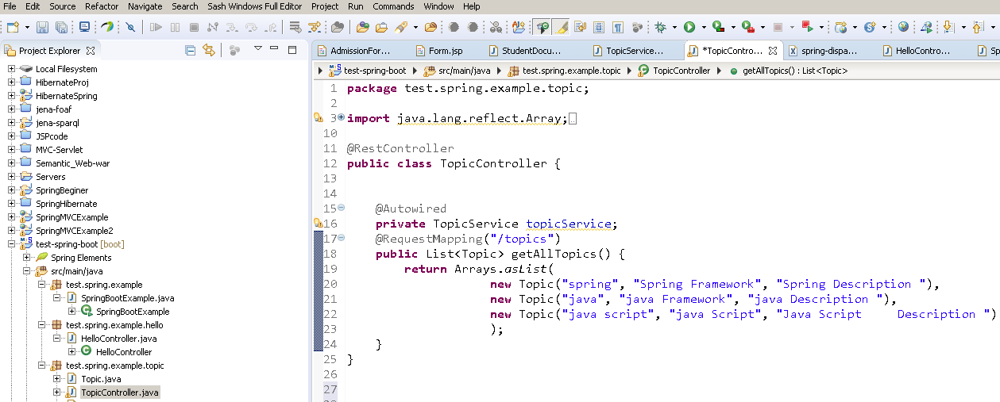 File Edit Source Refactor Navigate Search Sash Windows Full Editor Project Run Commands Window Help
Project Explorer
AdmissionFor... Form.jsp StudentDocu... TopicService... *TopicContro... spring-dispa... HelloContro... Sp
test-spring-boot src/main/java test.spring.example.topic TopicController getAllTopics() : List<Topic>
Local Filesystem
HibernateProj
HibernateSpring
jena-foaf
jena-sparql
JSPcode
MVC-Servlet
Semantic_Web-war
Servers
SpringBeginer
SpringHibernate
SpringMVCExample
SpringMVCExample2
test-spring-boot [boot]
Spring Elements
src/main/java
test.spring.example
SpringBootExample.java
SpringBootExample
test.spring.example.hello
HelloController.java
HelloController
test.spring.example.topic
Topic.java
TopicController.java
1 package test.spring.example.topic;
2
3 import java.lang.reflect.Array;
10
11 @RestController
12 public class TopicController {
13
14
15 @Autowired
16 private TopicService topicService;
17 @RequestMapping("/topics")
18 public List<Topic> getAllTopics() {
19 return Arrays.asList(
20 new Topic("spring", "Spring Framework", "Spring Description "),
21 new Topic("java", "java Framework", "java Description "),
22 new Topic("java script", "java Script", "Java Script     Description ")
23 );
24 }
25 }
26
27